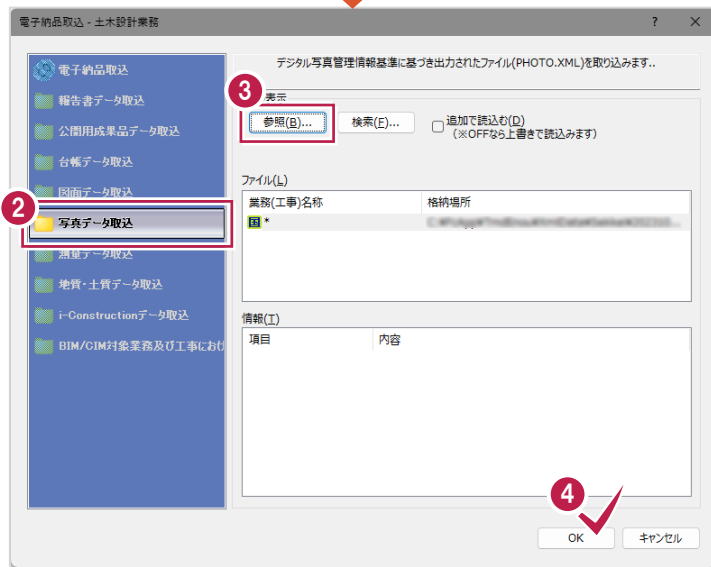 電子納品取込 - 土木設計業務
電子納品取込
報告書データ取込
公開用成果品データ取込
台帳データ取込
図面データ取込
2
写真データ取込
測量データ取込
地質・土質データ取込
i-Constructionデータ取込
BIM/CIM対象業務及び工事におけ
デジタル写真管理情報基準に基づき出力されたファイル(PHOTO.XML)を取り込みます..
3
表示
参照(B)...
検索(F)...
追加で読込む(D)
(※OFFなら上書きで読込みます)
ファイル(L)
業務(工事)名称 格納場所
*
情報(T)
項目 内容
4
OK キャンセル